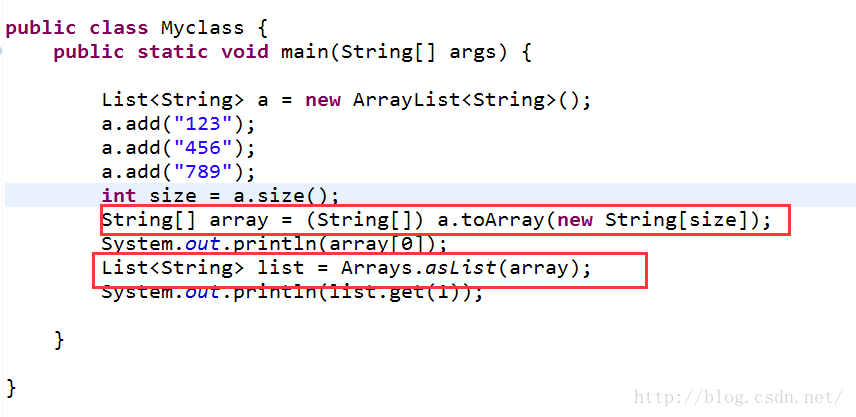 public class Myclass {
public static void main(String[] args) {
List<String> a = new ArrayList<String>();
a.add("123");
a.add("456");
a.add("789");
int size = a.size();
String[] array = (String[]) a.toArray(new String[size]);
System.out.println(array[0]);
List<String> list = Arrays.asList(array);
System.out.println(list.get(1));
}
}
http://blog.csdn.net/